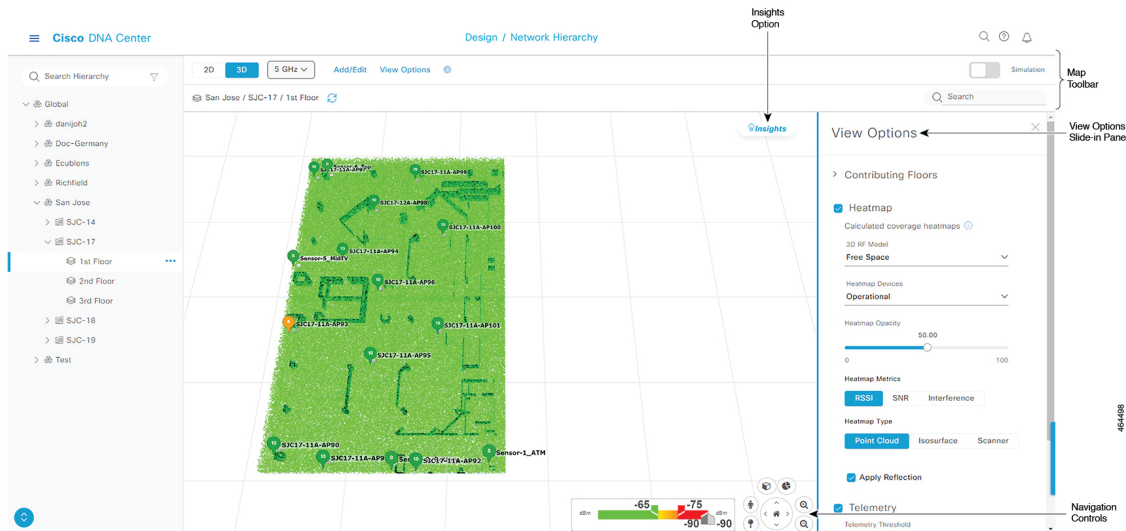 Insights
Option
Cisco DNA Center
Design / Network Hierarchy
Search Hierarchy
2D 3D 5 GHz Add/Edit View Options
Simulation
Map
Toolbar
Global
San Jose / SJC-17 / 1st Floor
Search
danijoh2
Doc-Germany
Ecublens
Richfield
San Jose
SJC-14
SJC-17
1st Floor
2nd Floor
3rd Floor
SJC-18
SJC-19
Test
Insights
SJC17-11A-AP99
SJC17-12A-AP98
SJC17-11A-AP100
SJC17-11A-AP94
Sensor-5_MidTV
SJC17-11A-AP96
SJC17-11A-AP93
SJC17-11A-AP101
SJC17-11A-AP95
SJC17-11A-AP90
SJC17-11A-AP9
SJC17-11A-AP92
Sensor-1_ATM
-65 -75
dBm dBm
-90 -90
View Options
View Options
Slide-in Pane
Contributing Floors
Heatmap
Calculated coverage heatmaps
3D RF Model
Free Space
Heatmap Devices
Operational
Heatmap Opacity
50.00
0 100
Heatmap Metrics
RSSI SNR Interference
Heatmap Type
Point Cloud Isosurface Scanner
Apply Reflection
Telemetry
Telemetry Threshold
Navigation
Controls
464498